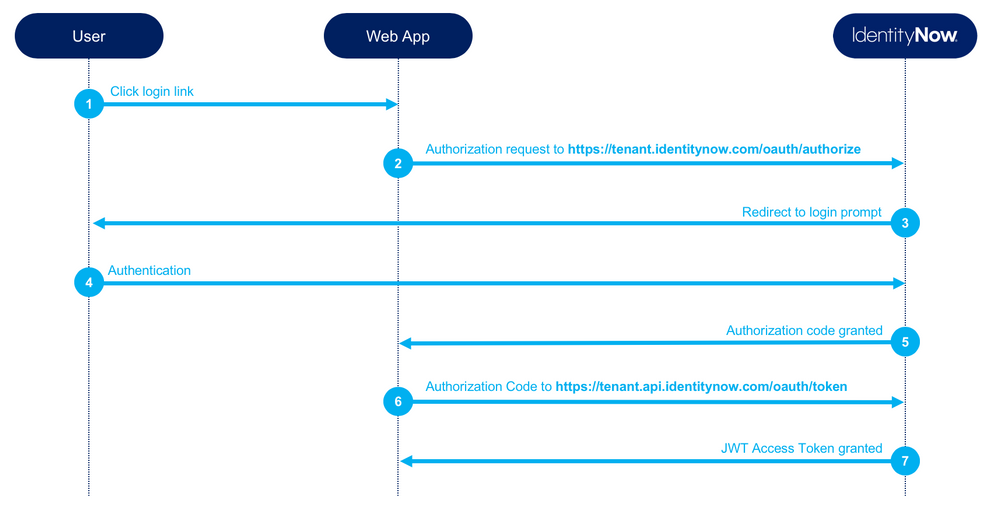 User
Web App
IdentityNow.
Click login link
1
Authorization request to https://tenant.identitynow.com/oauth/authorize
2
Redirect to login prompt
3
Authentication
4
Authorization code granted
5
Authorization Code to https://tenant.api.identitynow.com/oauth/token
6
JWT Access Token granted
7